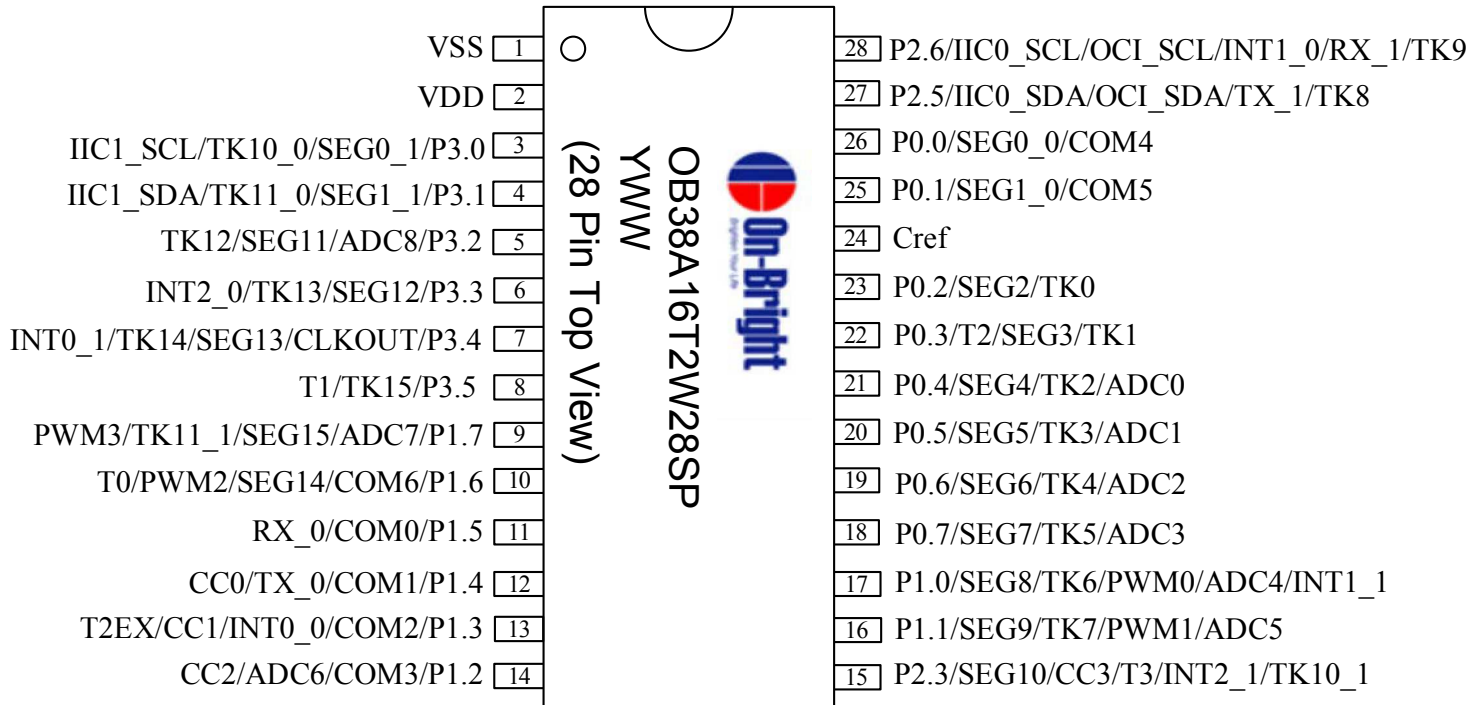 VSS 1
VDD 2
IIC1_SCL/TK10_0/SEG0_1/P3.0 3
IIC1_SDA/TK11_0/SEG1_1/P3.1 4
TK12/SEG11/ADC8/P3.2 5
INT2_0/TK13/SEG12/P3.3 6
INT0_1/TK14/SEG13/CLKOUT/P3.4 7
T1/TK15/P3.5 8
PWM3/TK11_1/SEG15/ADC7/P1.7 9
T0/PWM2/SEG14/COM6/P1.6 10
RX_0/COM0/P1.5 11
CC0/TX_0/COM1/P1.4 12
T2EX/CC1/INT0_0/COM2/P1.3 13
CC2/ADC6/COM3/P1.2 14
On-Bright
Brighten Your Life
OB38A16T2W28SP
YWW
(28 Pin Top View)
28 P2.6/IIC0_SCL/OCI_SCL/INT1_0/RX_1/TK9
27 P2.5/IIC0_SDA/OCI_SDA/TX_1/TK8
26 P0.0/SEG0_0/COM4
25 P0.1/SEG1_0/COM5
24 Cref
23 P0.2/SEG2/TK0
22 P0.3/T2/SEG3/TK1
21 P0.4/SEG4/TK2/ADC0
20 P0.5/SEG5/TK3/ADC1
19 P0.6/SEG6/TK4/ADC2
18 P0.7/SEG7/TK5/ADC3
17 P1.0/SEG8/TK6/PWM0/ADC4/INT1_1
16 P1.1/SEG9/TK7/PWM1/ADC5
15 P2.3/SEG10/CC3/T3/INT2_1/TK10_1